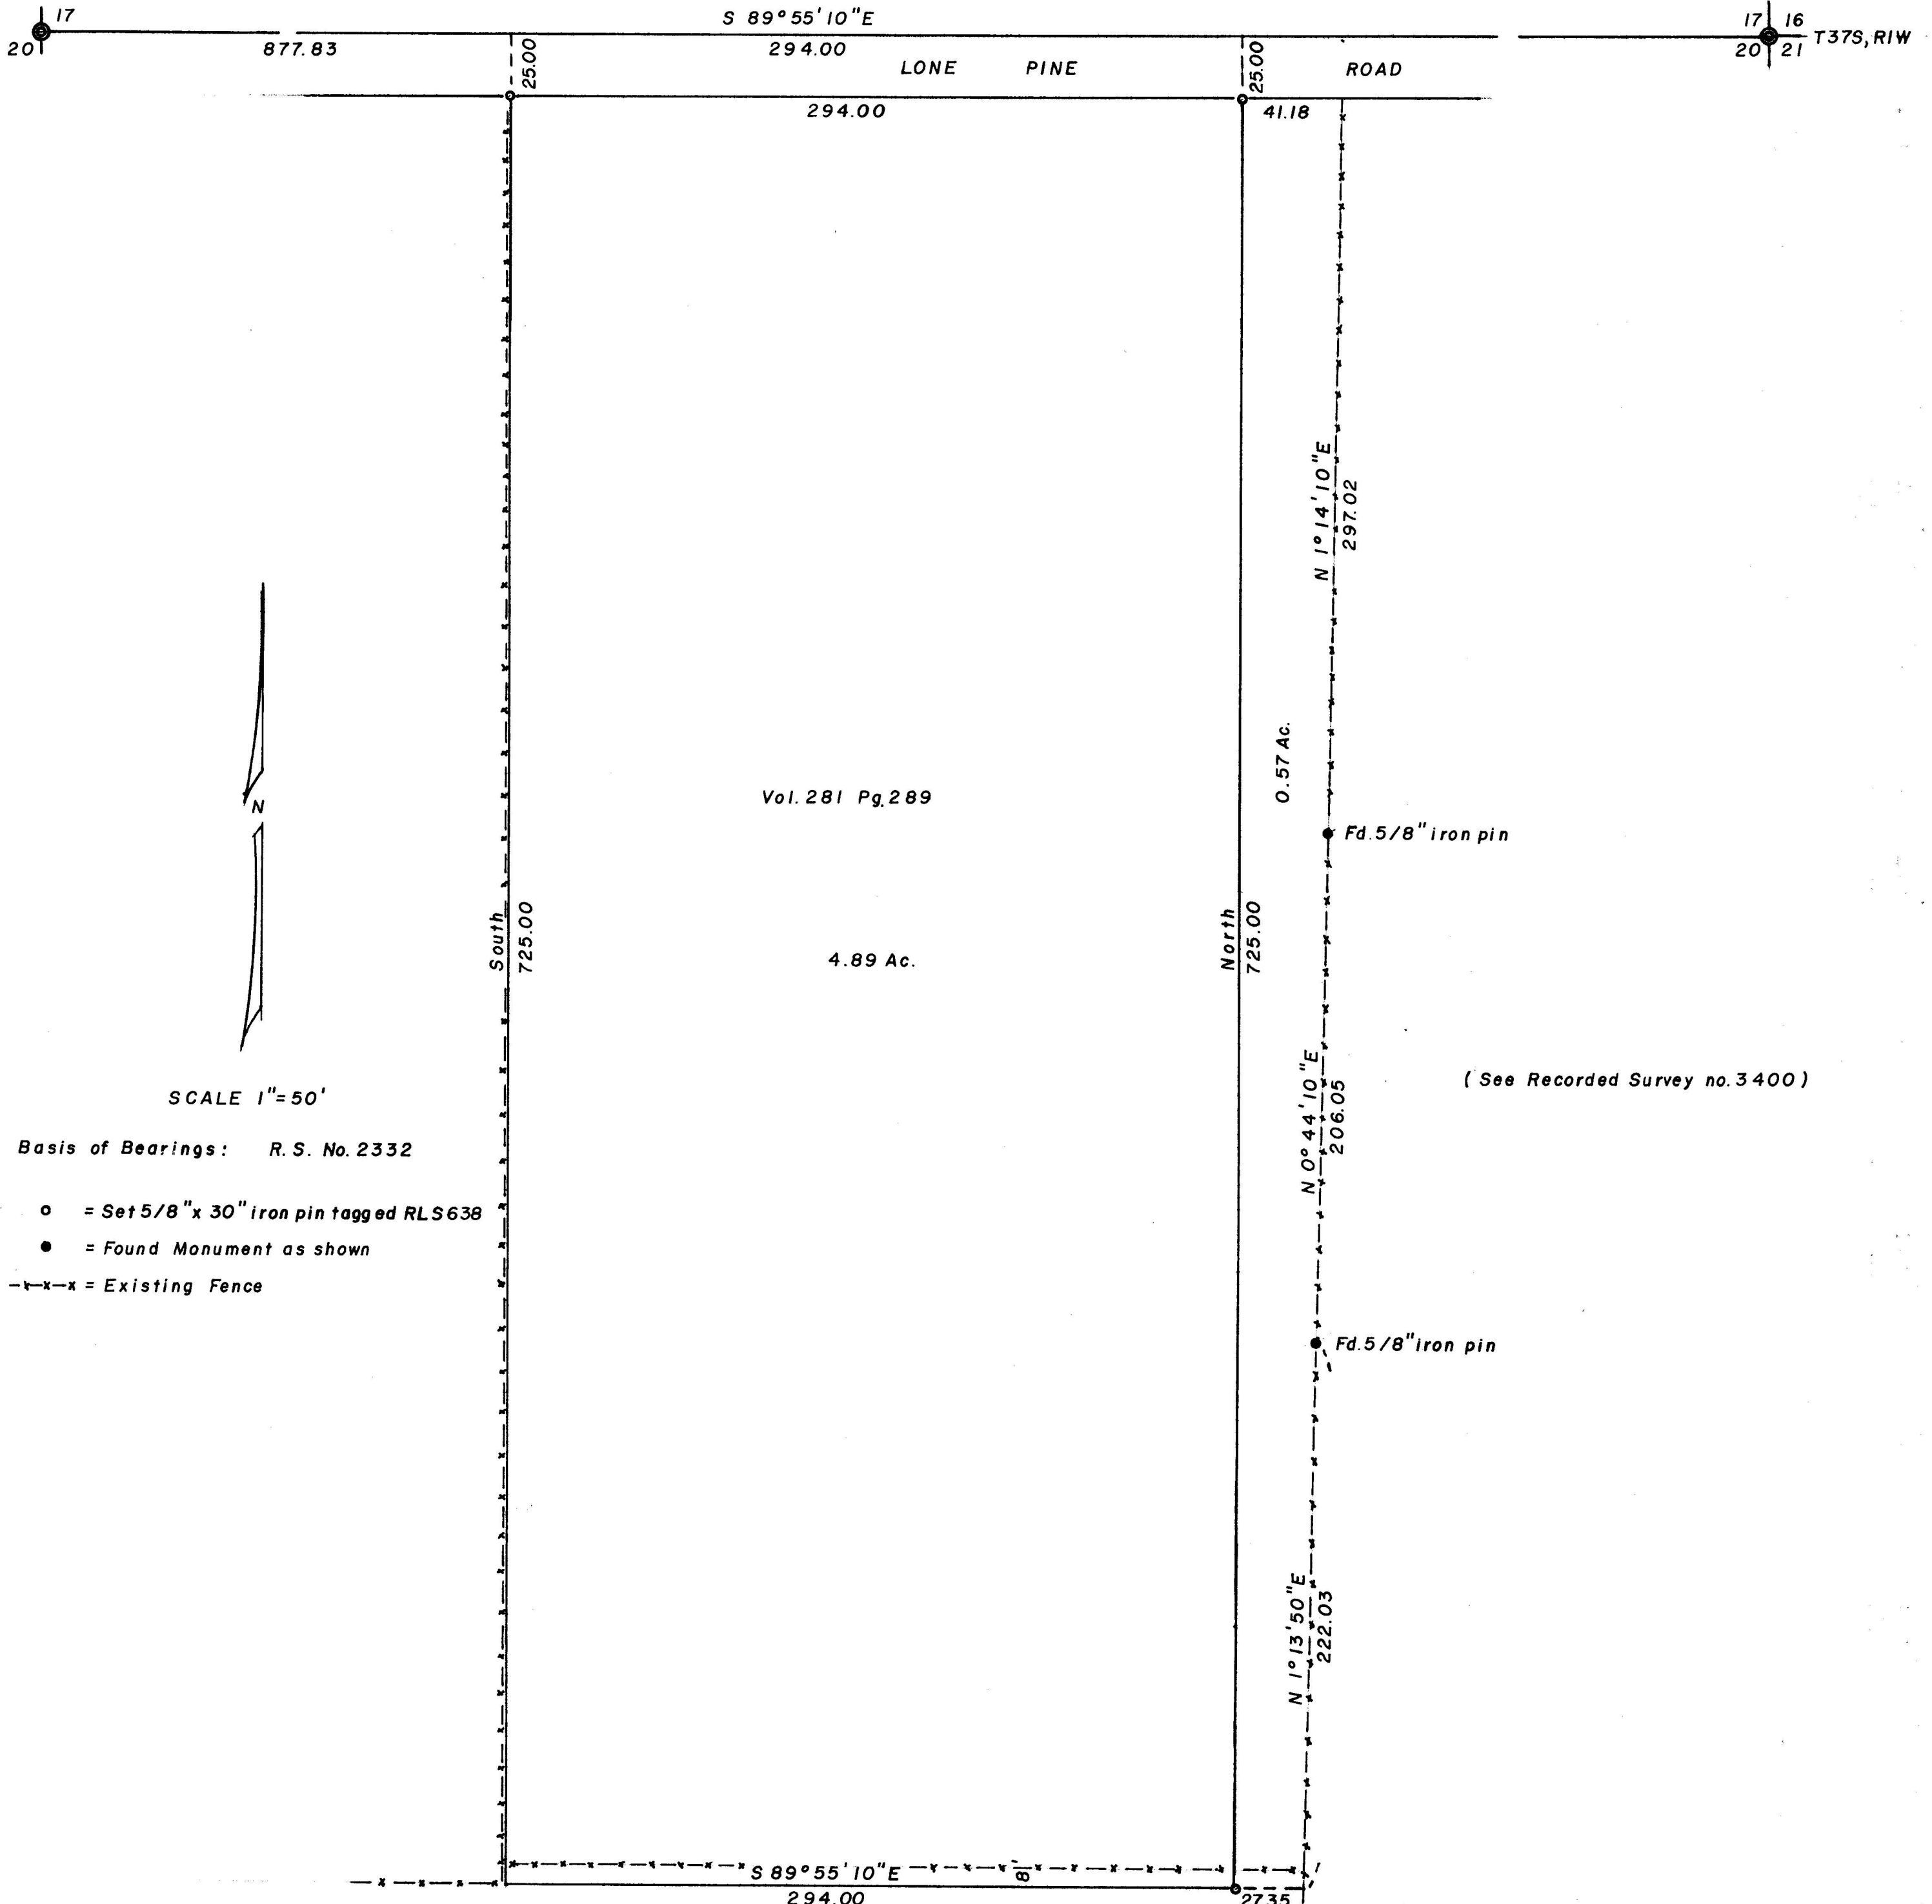 17
S 89°55'10"E
17 16
20
877.83
294.00
20 21
T37S, R1W
25.00
25.00
LONE PINE ROAD
294.00
41.18
N 1° 14' 10"E
297.02
0.57 Ac.
Vol. 281 Pg. 289
N
Fd. 5/8" iron pin
South
725.00
North
725.00
4.89 Ac.
N 0° 44' 10"E
206.05
(See Recorded Survey no. 3400)
SCALE 1"=50'
Basis of Bearings: R. S. No. 2332
= Set 5/8" x 30" iron pin tagged RLS 638
= Found Monument as shown
= Existing Fence
Fd. 5/8" iron pin
N 1° 13' 50"E
222.03
S 89°55'10"E
294.00
27.35